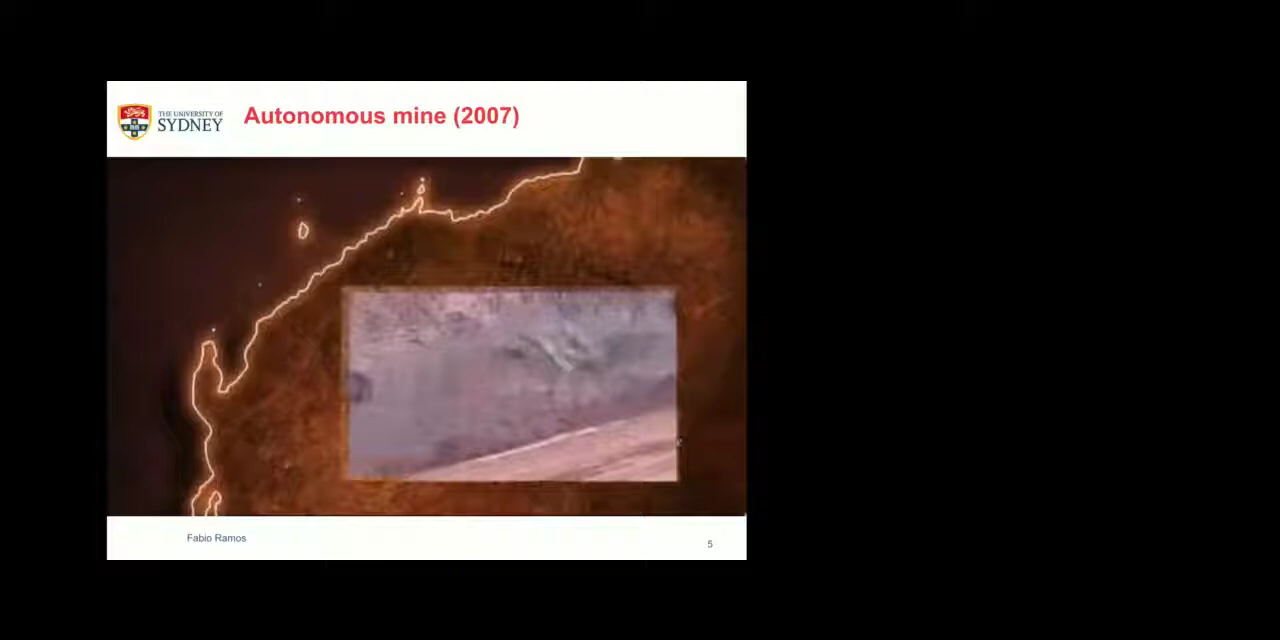 THE UNIVERSITY OF
SYDNEY
Autonomous mine (2007)
Fabio Ramos
5